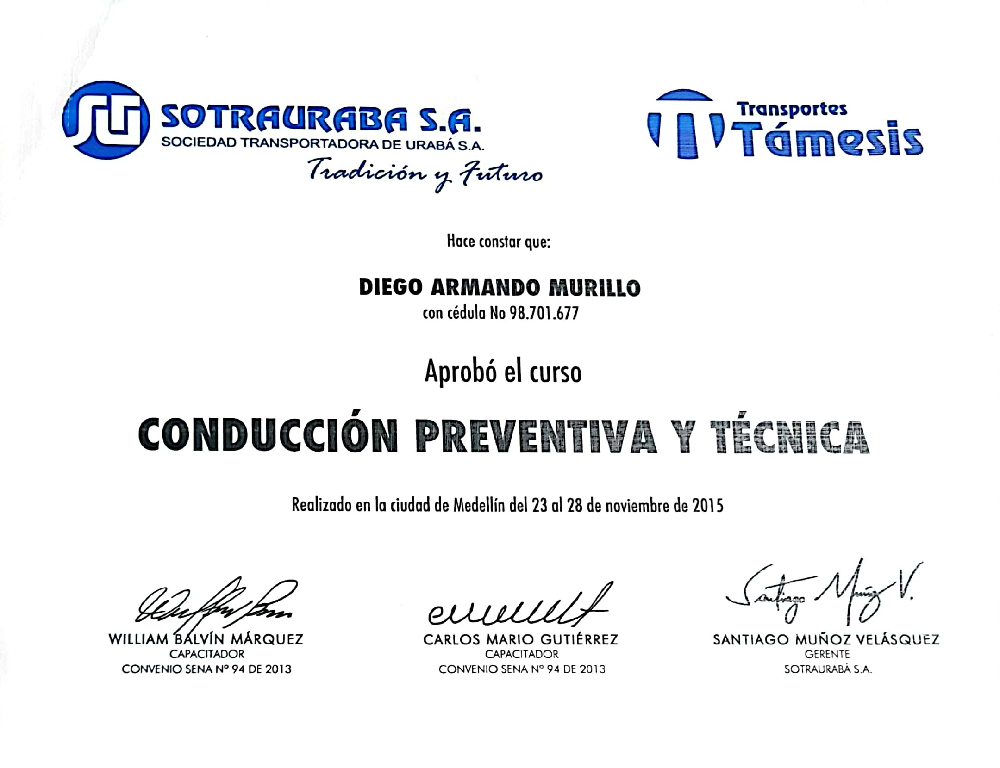 SOTRAURABA S.A.
SOCIEDAD TRANSPORTADORA DE URABÁ S.A.
Tradición y Futuro
Transportes
Támesis
Hace constar que:
DIEGO ARMANDO MURILLO
con cédula No 98.701.677
Aprobó el curso
CONDUCCIÓN PREVENTIVA Y TÉCNICA
Realizado en la ciudad de Medellín del 23 al 28 de noviembre de 2015
Santiago Muñoz V.
WILLIAM BALVÍN MÁRQUEZ
CAPACITADOR
CONVENIO SENA Nº 94 DE 2013
CARLOS MARIO GUTIÉRREZ
CAPACITADOR
CONVENIO SENA Nº 94 DE 2013
SANTIAGO MUÑOZ VELÁSQUEZ
GERENTE
SOTRAURABÁ S.A.